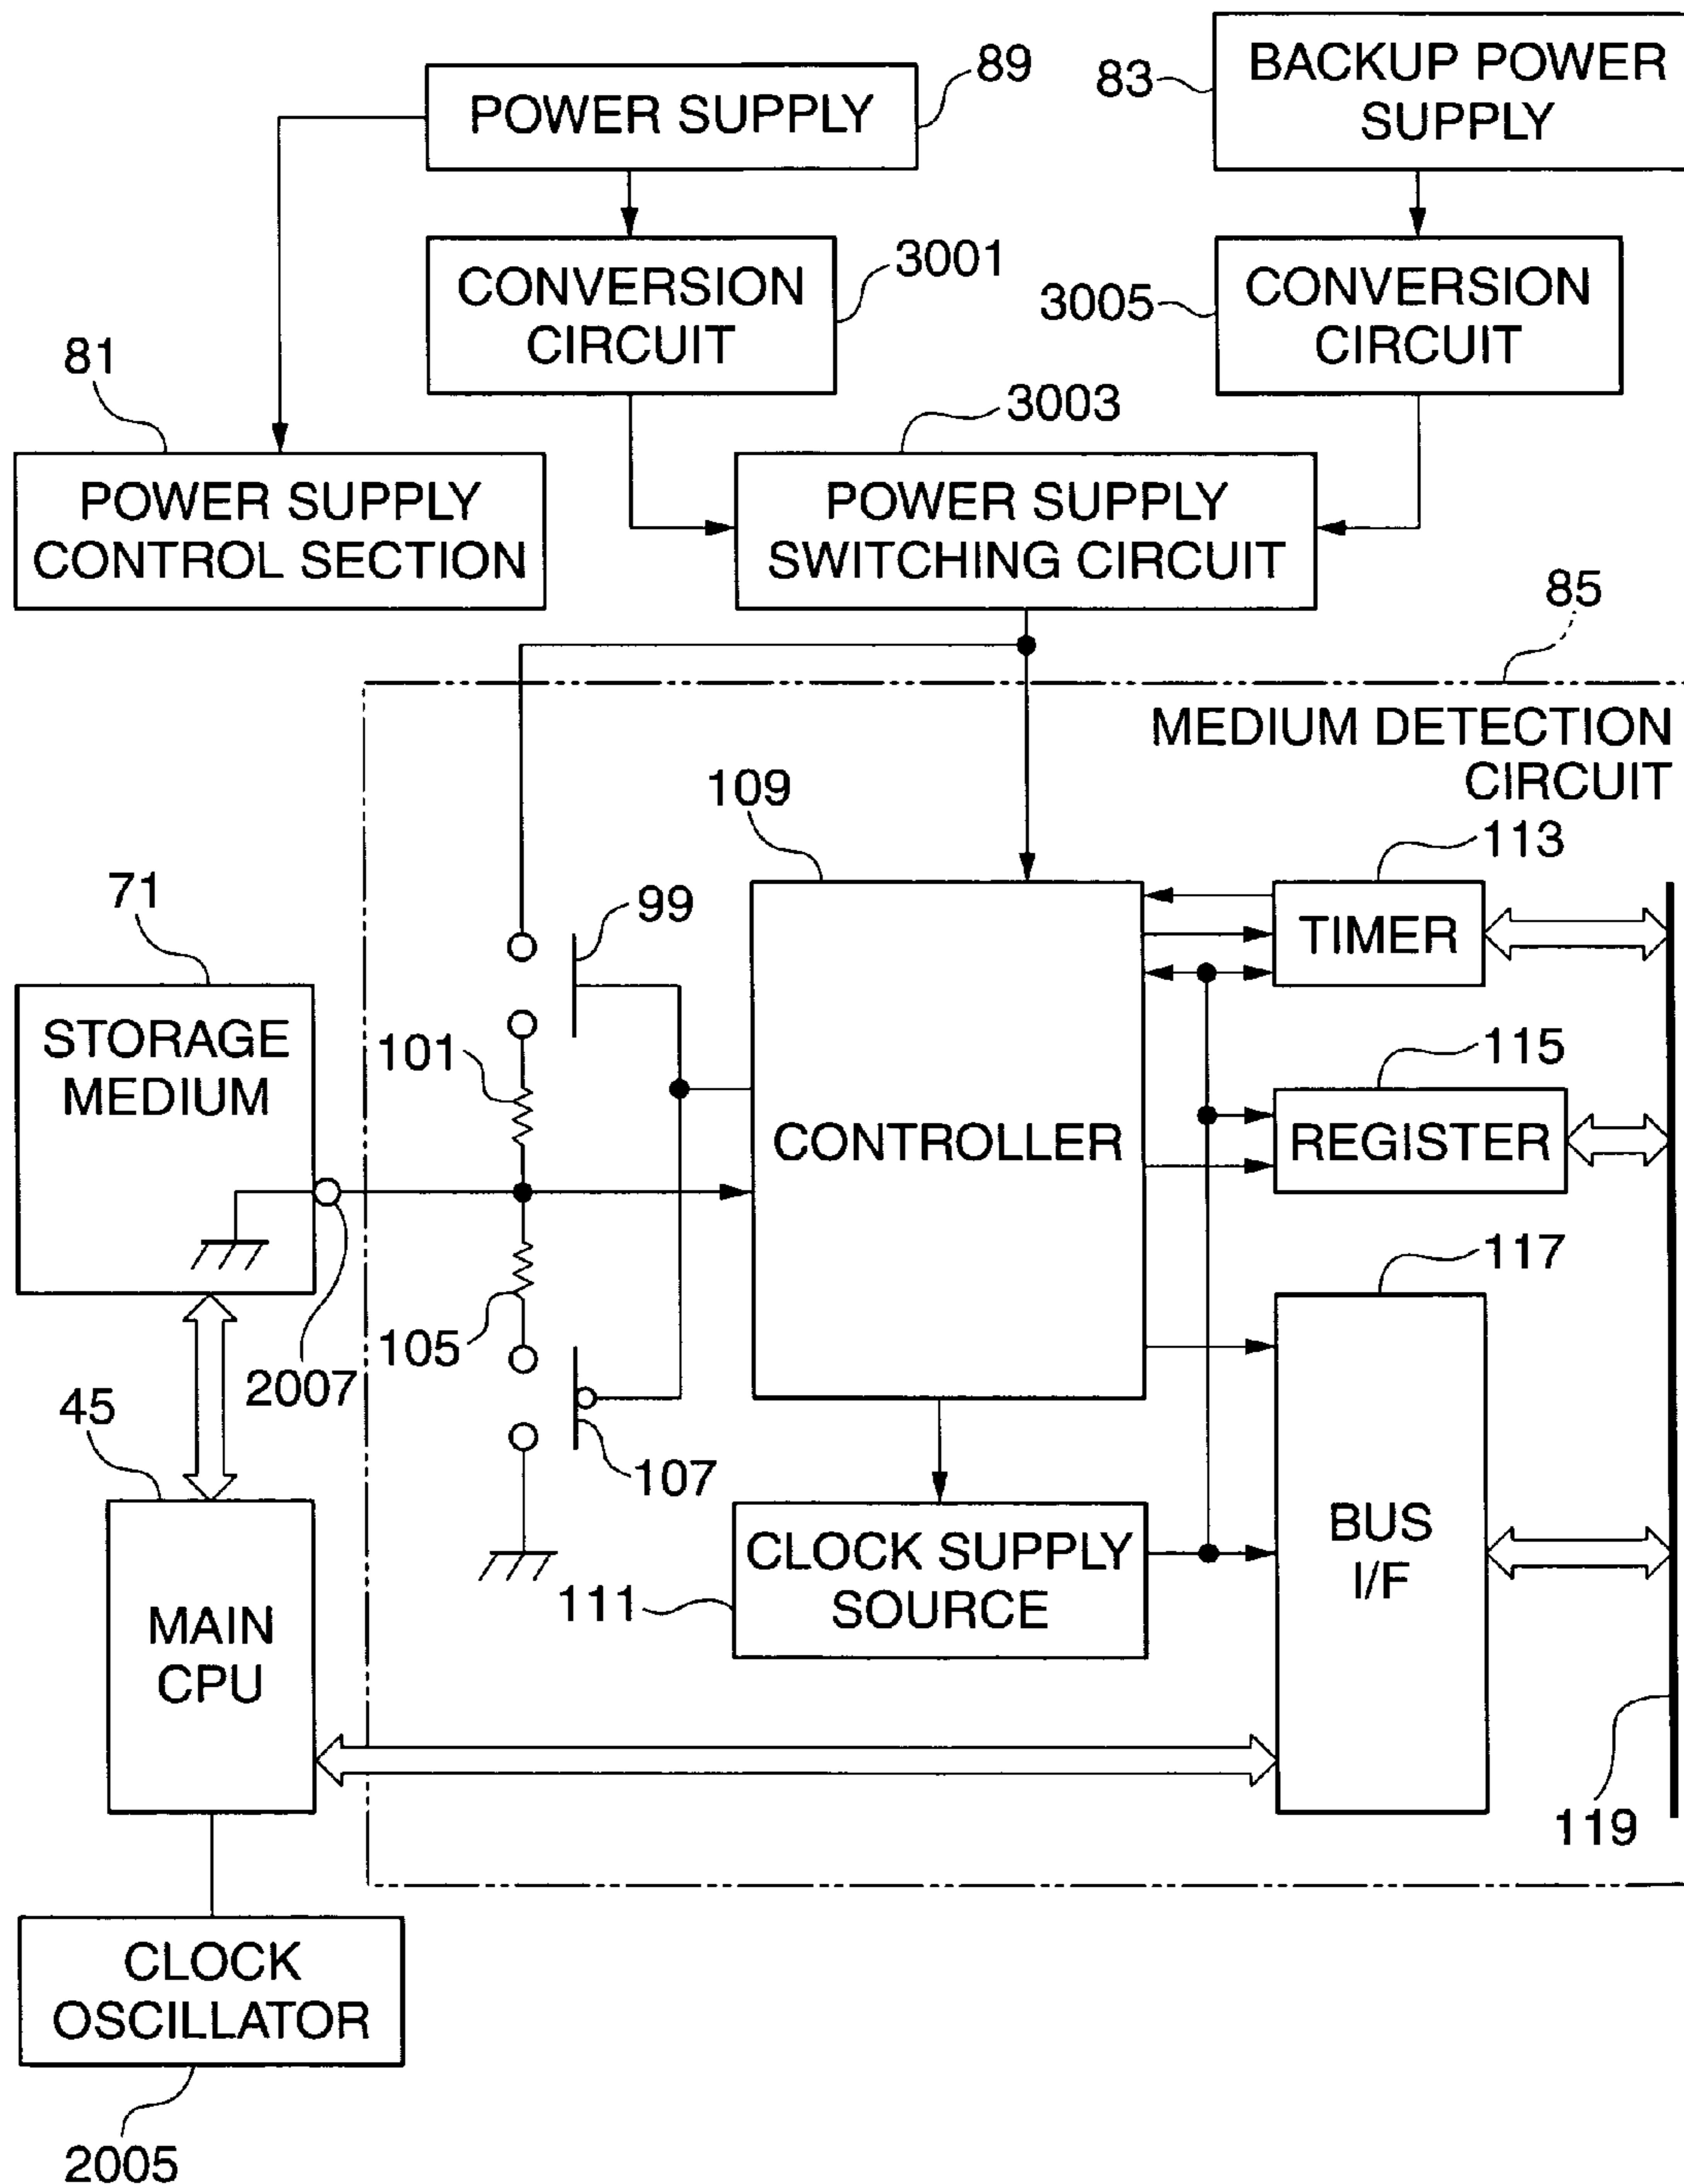 89
POWER SUPPLY
83
BACKUP POWER
SUPPLY
3001
CONVERSION
CIRCUIT
3005
CONVERSION
CIRCUIT
81
POWER SUPPLY
CONTROL SECTION
3003
POWER SUPPLY
SWITCHING CIRCUIT
85
MEDIUM DETECTION
CIRCUIT
109
CONTROLLER
113
TIMER
71
STORAGE
MEDIUM
99
101
115
REGISTER
117
BUS
I/F
105
2007
45
MAIN
CPU
107
CLOCK SUPPLY
SOURCE
111
119
CLOCK
OSCILLATOR
2005